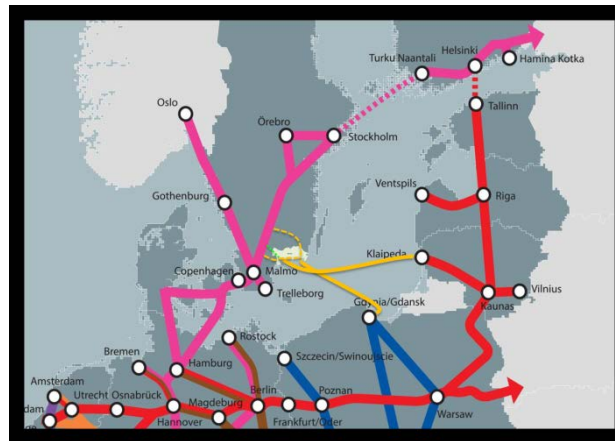 Helsinki
Turku Naantali
Hamina Kotka
Oslo
Tallinn
Örebro
Stockholm
Ventspils
Riga
Gothenburg
Klaipeda
Copenhagen
Malmo
Trelleborg
Vilnius
Kaunas
Gdynia/Gdansk
Rostock
Bremen
Szczecin/Swinoujscie
Hamburg
Amsterdam
Utrecht
Osnabrück
Magdeburg
Berlin
Poznan
dam
Hannover
Frankfurt/Oder
Warsaw